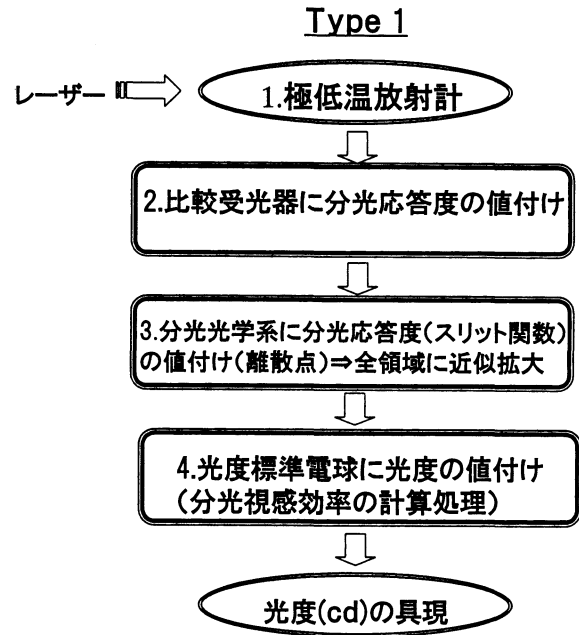 Type 1
レーザー
1.極低温放射計
2.比較受光器に分光応答度の値付け
3.分光光学系に分光応答度(スリット関数)
の値付け(離散点)⇒全領域に近似拡大
4.光度標準電球に光度の値付け
(分光視感効率の計算処理)
光度(cd)の具現